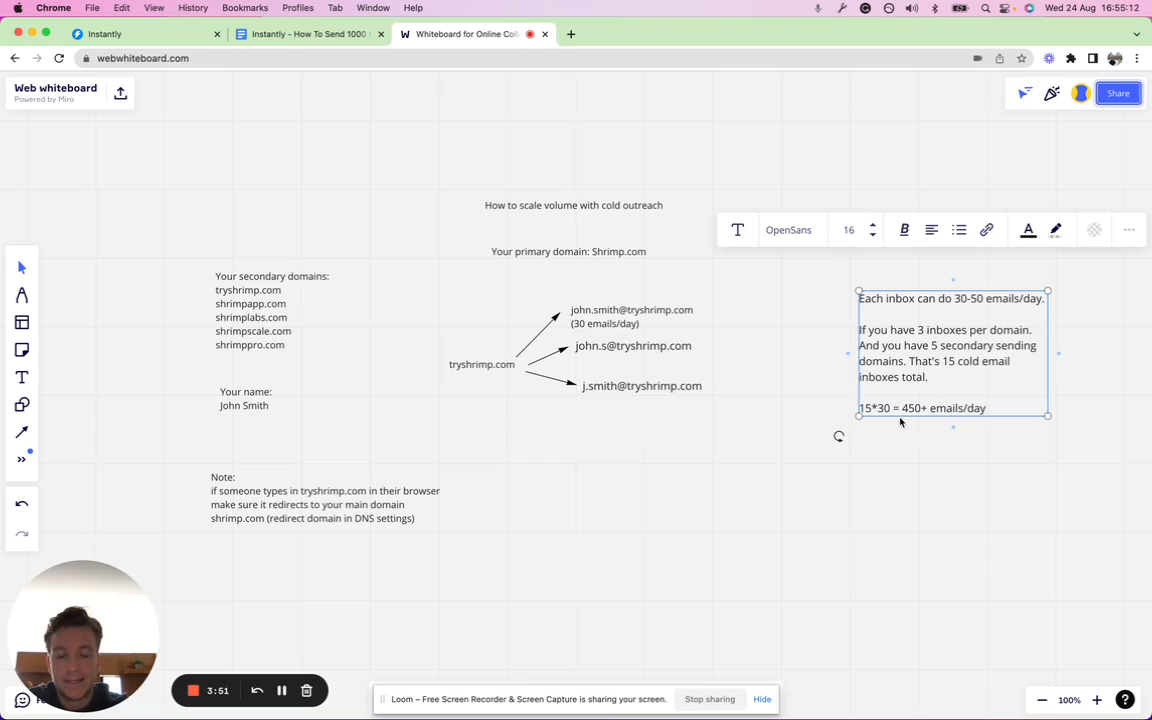 Chrome File Edit View History Bookmarks Profiles Tab Window Help
Wed 24 Aug 16:55:12
Instantly
Instantly - How To Send 1000
Whiteboard for Online Coll
webwhiteboard.com
Web whiteboard
Powered by Miro
Share
How to scale volume with cold outreach
OpenSans 16
Your primary domain: Shrimp.com
Your secondary domains:
tryshrimp.com
shrimpapp.com
shrimplabs.com
shrimpscale.com
shrimppro.com
john.smith@tryshrimp.com
(30 emails/day)
john.s@tryshrimp.com
tryshrimp.com
j.smith@tryshrimp.com
Each inbox can do 30-50 emails/day.
If you have 3 inboxes per domain.
And you have 5 secondary sending
domains. That's 15 cold email
inboxes total.
15*30 = 450+ emails/day
Your name:
John Smith
Note:
if someone types in tryshrimp.com in their browser
make sure it redirects to your main domain
shrimp.com (redirect domain in DNS settings)
3:51
Loom – Free Screen Recorder & Screen Capture is sharing your screen.
Stop sharing
Hide
100%